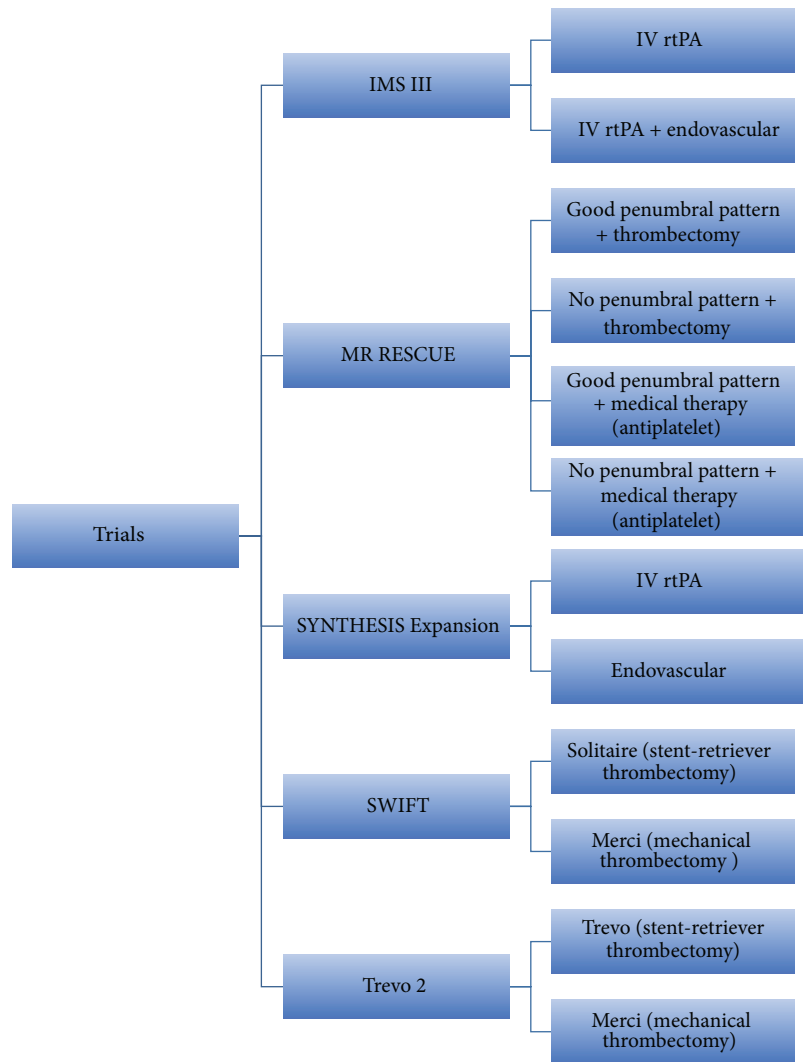 Trials
IMS III
IV rtPA
IV rtPA + endovascular
MR RESCUE
Good penumbral pattern
+ thrombectomy
No penumbral pattern +
thrombectomy
Good penumbral pattern
+ medical therapy
(antiplatelet)
No penumbral pattern +
medical therapy
(antiplatelet)
SYNTHESIS Expansion
IV rtPA
Endovascular
SWIFT
Solitaire (stent-retriever
thrombectomy)
Merci (mechanical
thrombectomy )
Trevo 2
Trevo (stent-retriever
thrombectomy)
Merci (mechanical
thrombectomy)